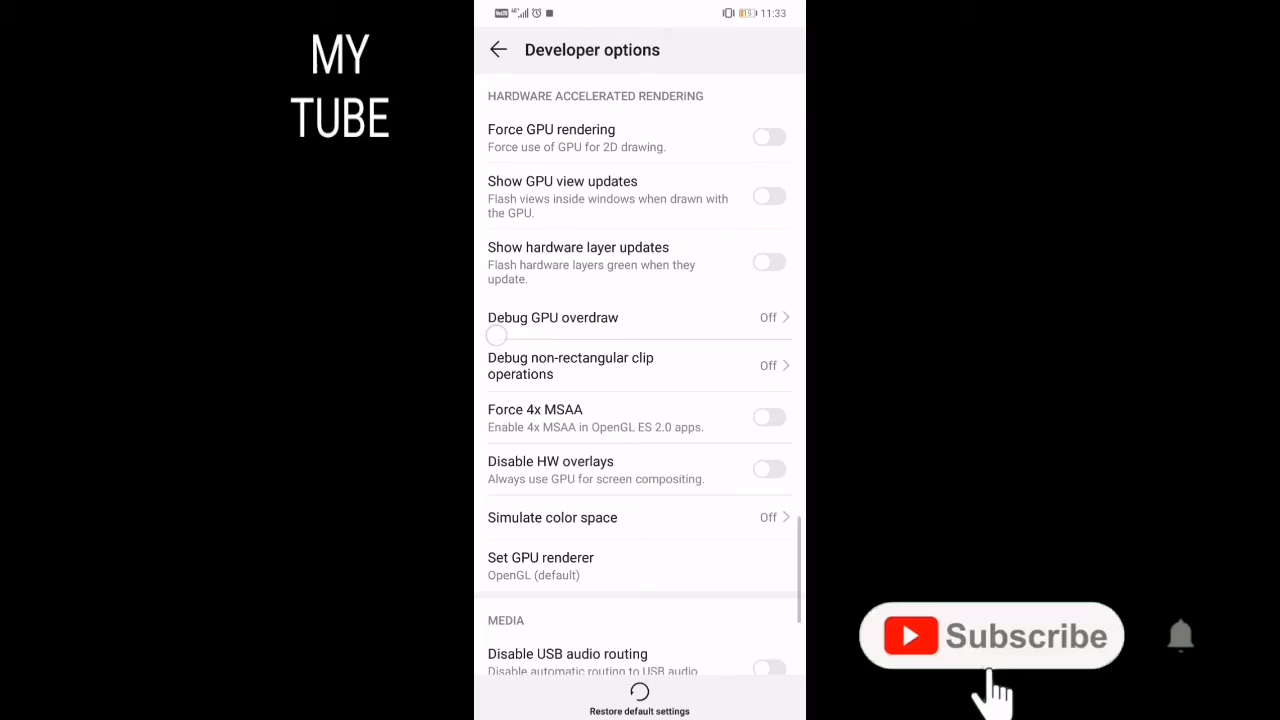 MY
TUBE
VoLTE 4G 19 11:33
Developer options
HARDWARE ACCELERATED RENDERING
Force GPU rendering
Force use of GPU for 2D drawing.
Show GPU view updates
Flash views inside windows when drawn with
the GPU.
Show hardware layer updates
Flash hardware layers green when they
update.
Debug GPU overdraw Off
Debug non-rectangular clip
operations Off
Force 4x MSAA
Enable 4x MSAA in OpenGL ES 2.0 apps.
Disable HW overlays
Always use GPU for screen compositing.
Simulate color space Off
Set GPU renderer
OpenGL (default)
MEDIA
Disable USB audio routing
Disable automatic routing to USB audio
Restore default settings
Subscribe